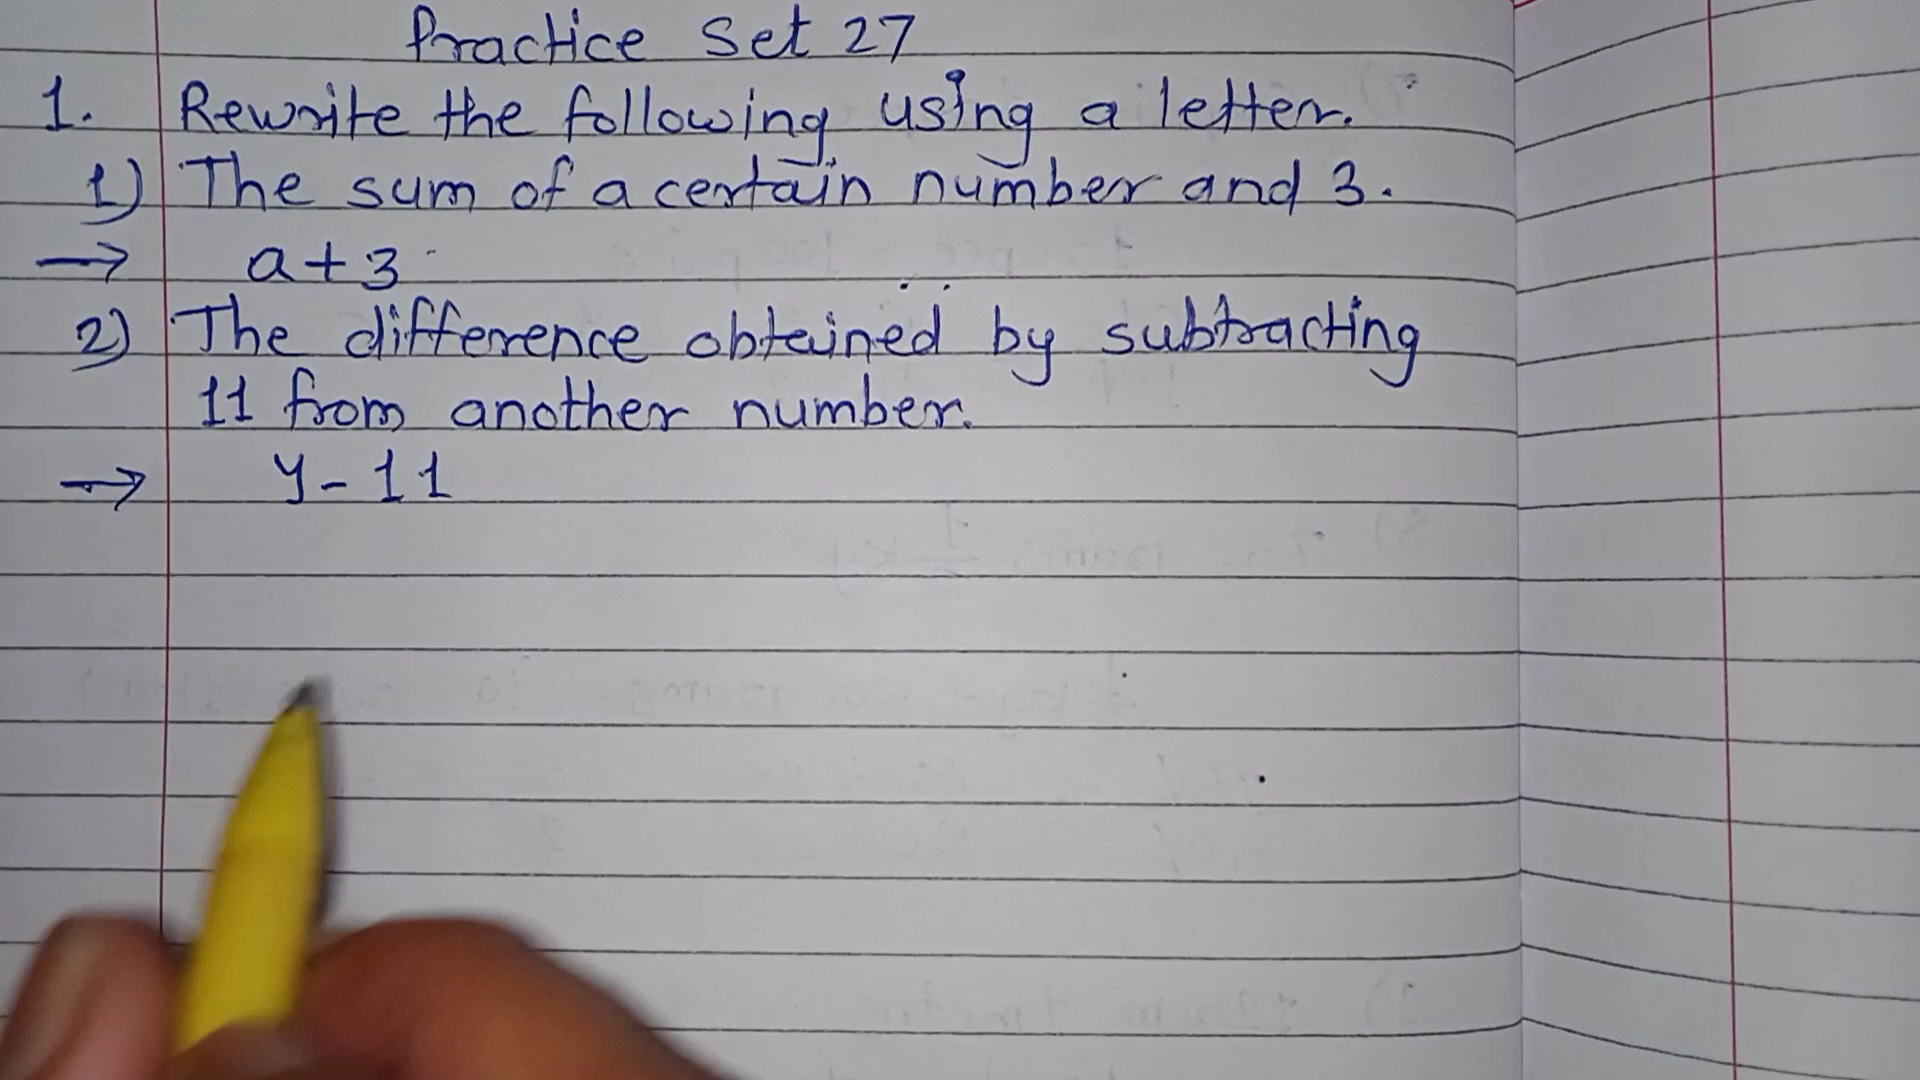 Practice Set 27
1. Rewrite the following using a letter.
1) The sum of a certain number and 3.
→ a+3
2) The difference obtained by subtracting
11 from another number.
→ y-11